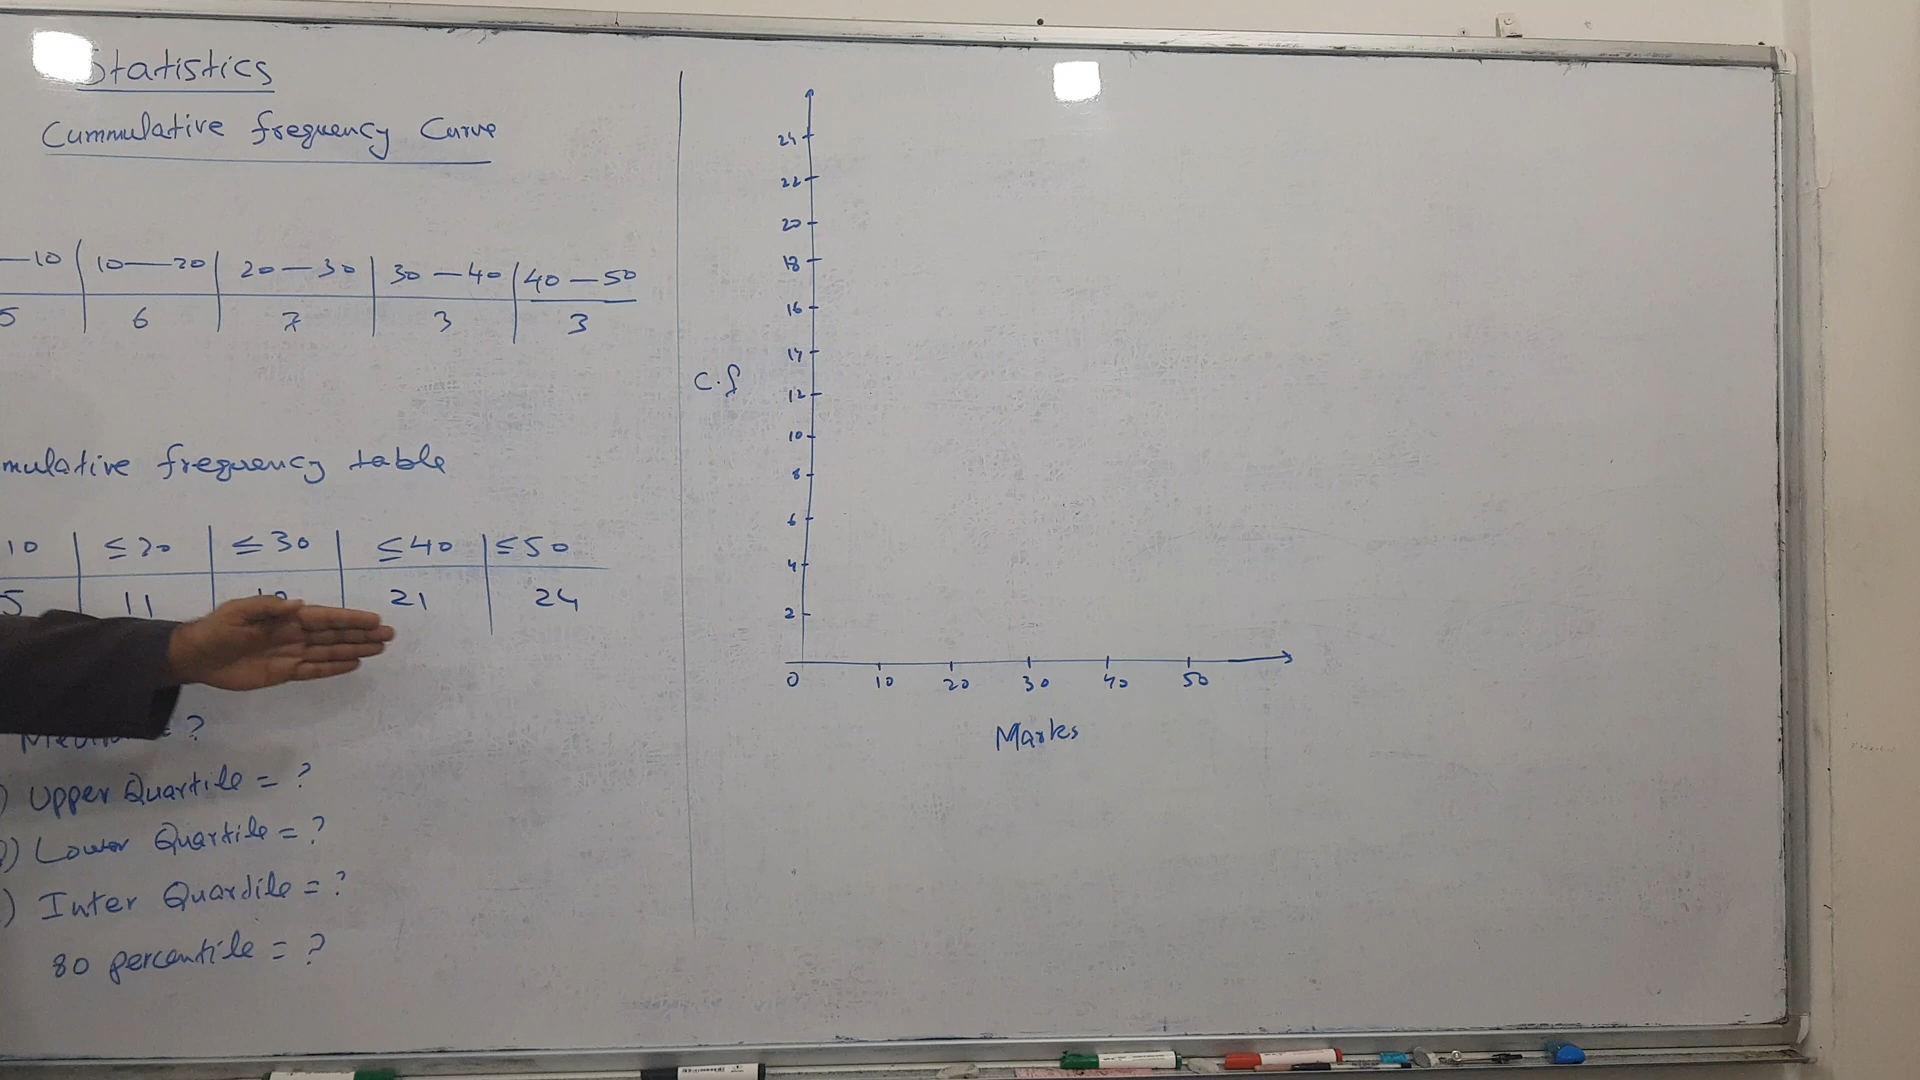 Statistics
Cummulative frequency Curve
—10 | 10—20 | 20—30 | 30—40 | 40—50
5 | 6 | 7 | 3 | 3
mulative frequency table
10 | ≤20 | ≤30 | ≤40 | ≤50
5 | 11 | 21 | 24
= ?
) Upper Quartile = ?
) Lower Quartile = ?
) Inter Quardile = ?
80 percentile = ?
24
22
20
18
16
14
C.f
12
10
8
6
4
2
0 10 20 30 40 50
Marks